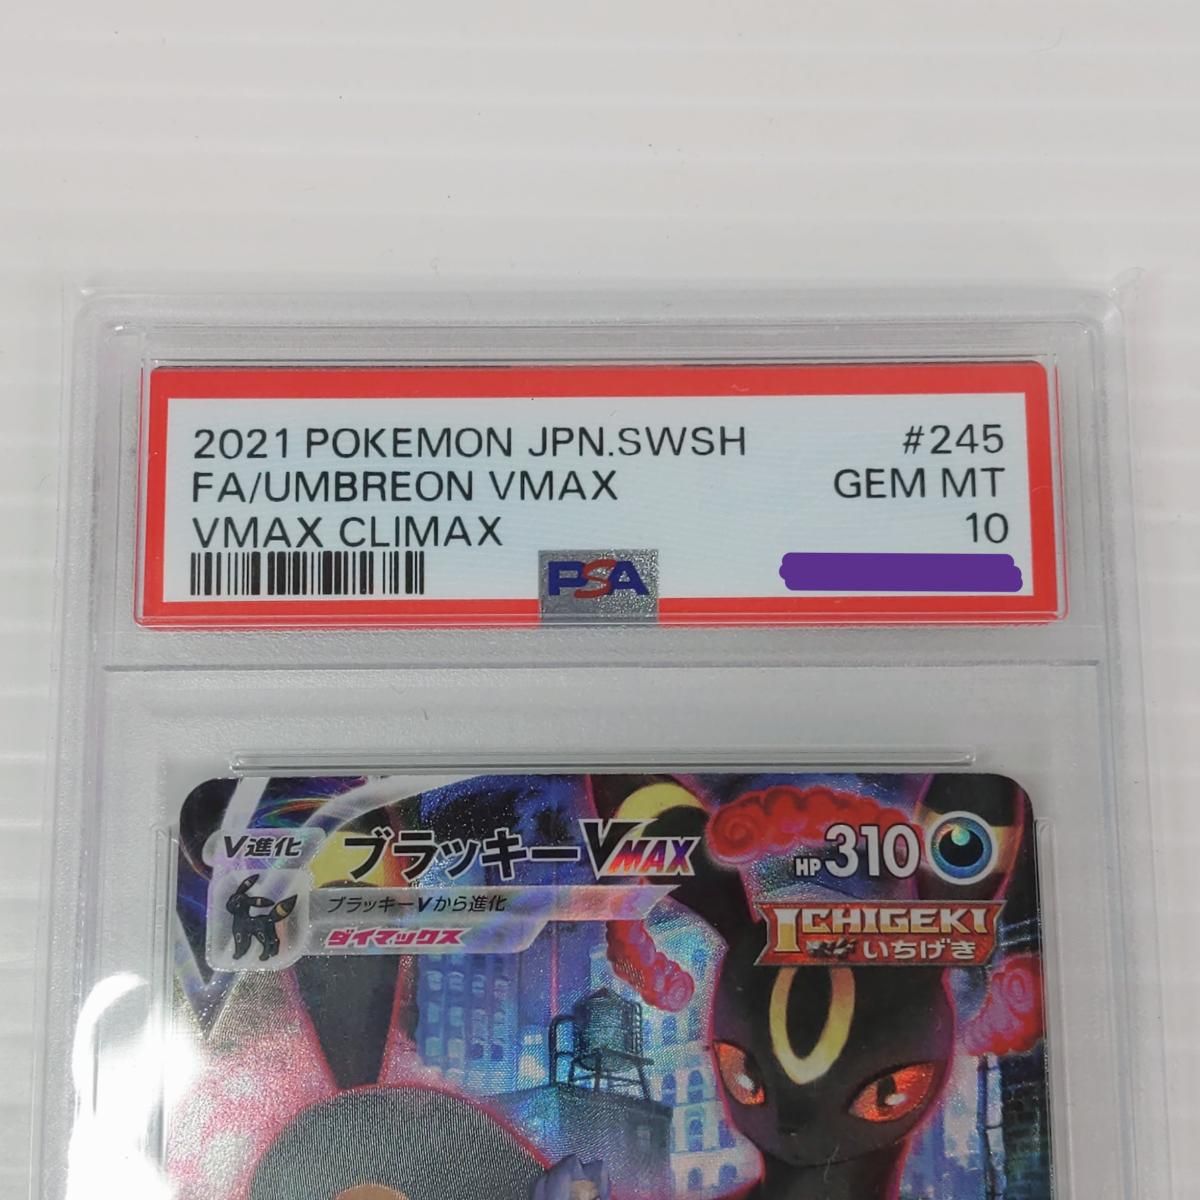 2021 POKEMON JPN.SWSH #245
FA/UMBREON VMAX GEM MT
VMAX CLIMAX 10
PSA
V進化 ブラッキーVMAX HP310
ブラッキーVから進化
ダイマックス
ICHIGEKI
いちげき